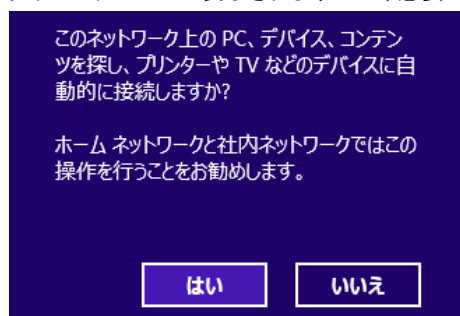 このネットワーク上の PC、デバイス、コンテン
ツを探し、プリンターや TV などのデバイスに自
動的に接続しますか?
ホーム ネットワークと社内ネットワークではこの
操作を行うことをお勧めします。
はい
いいえ